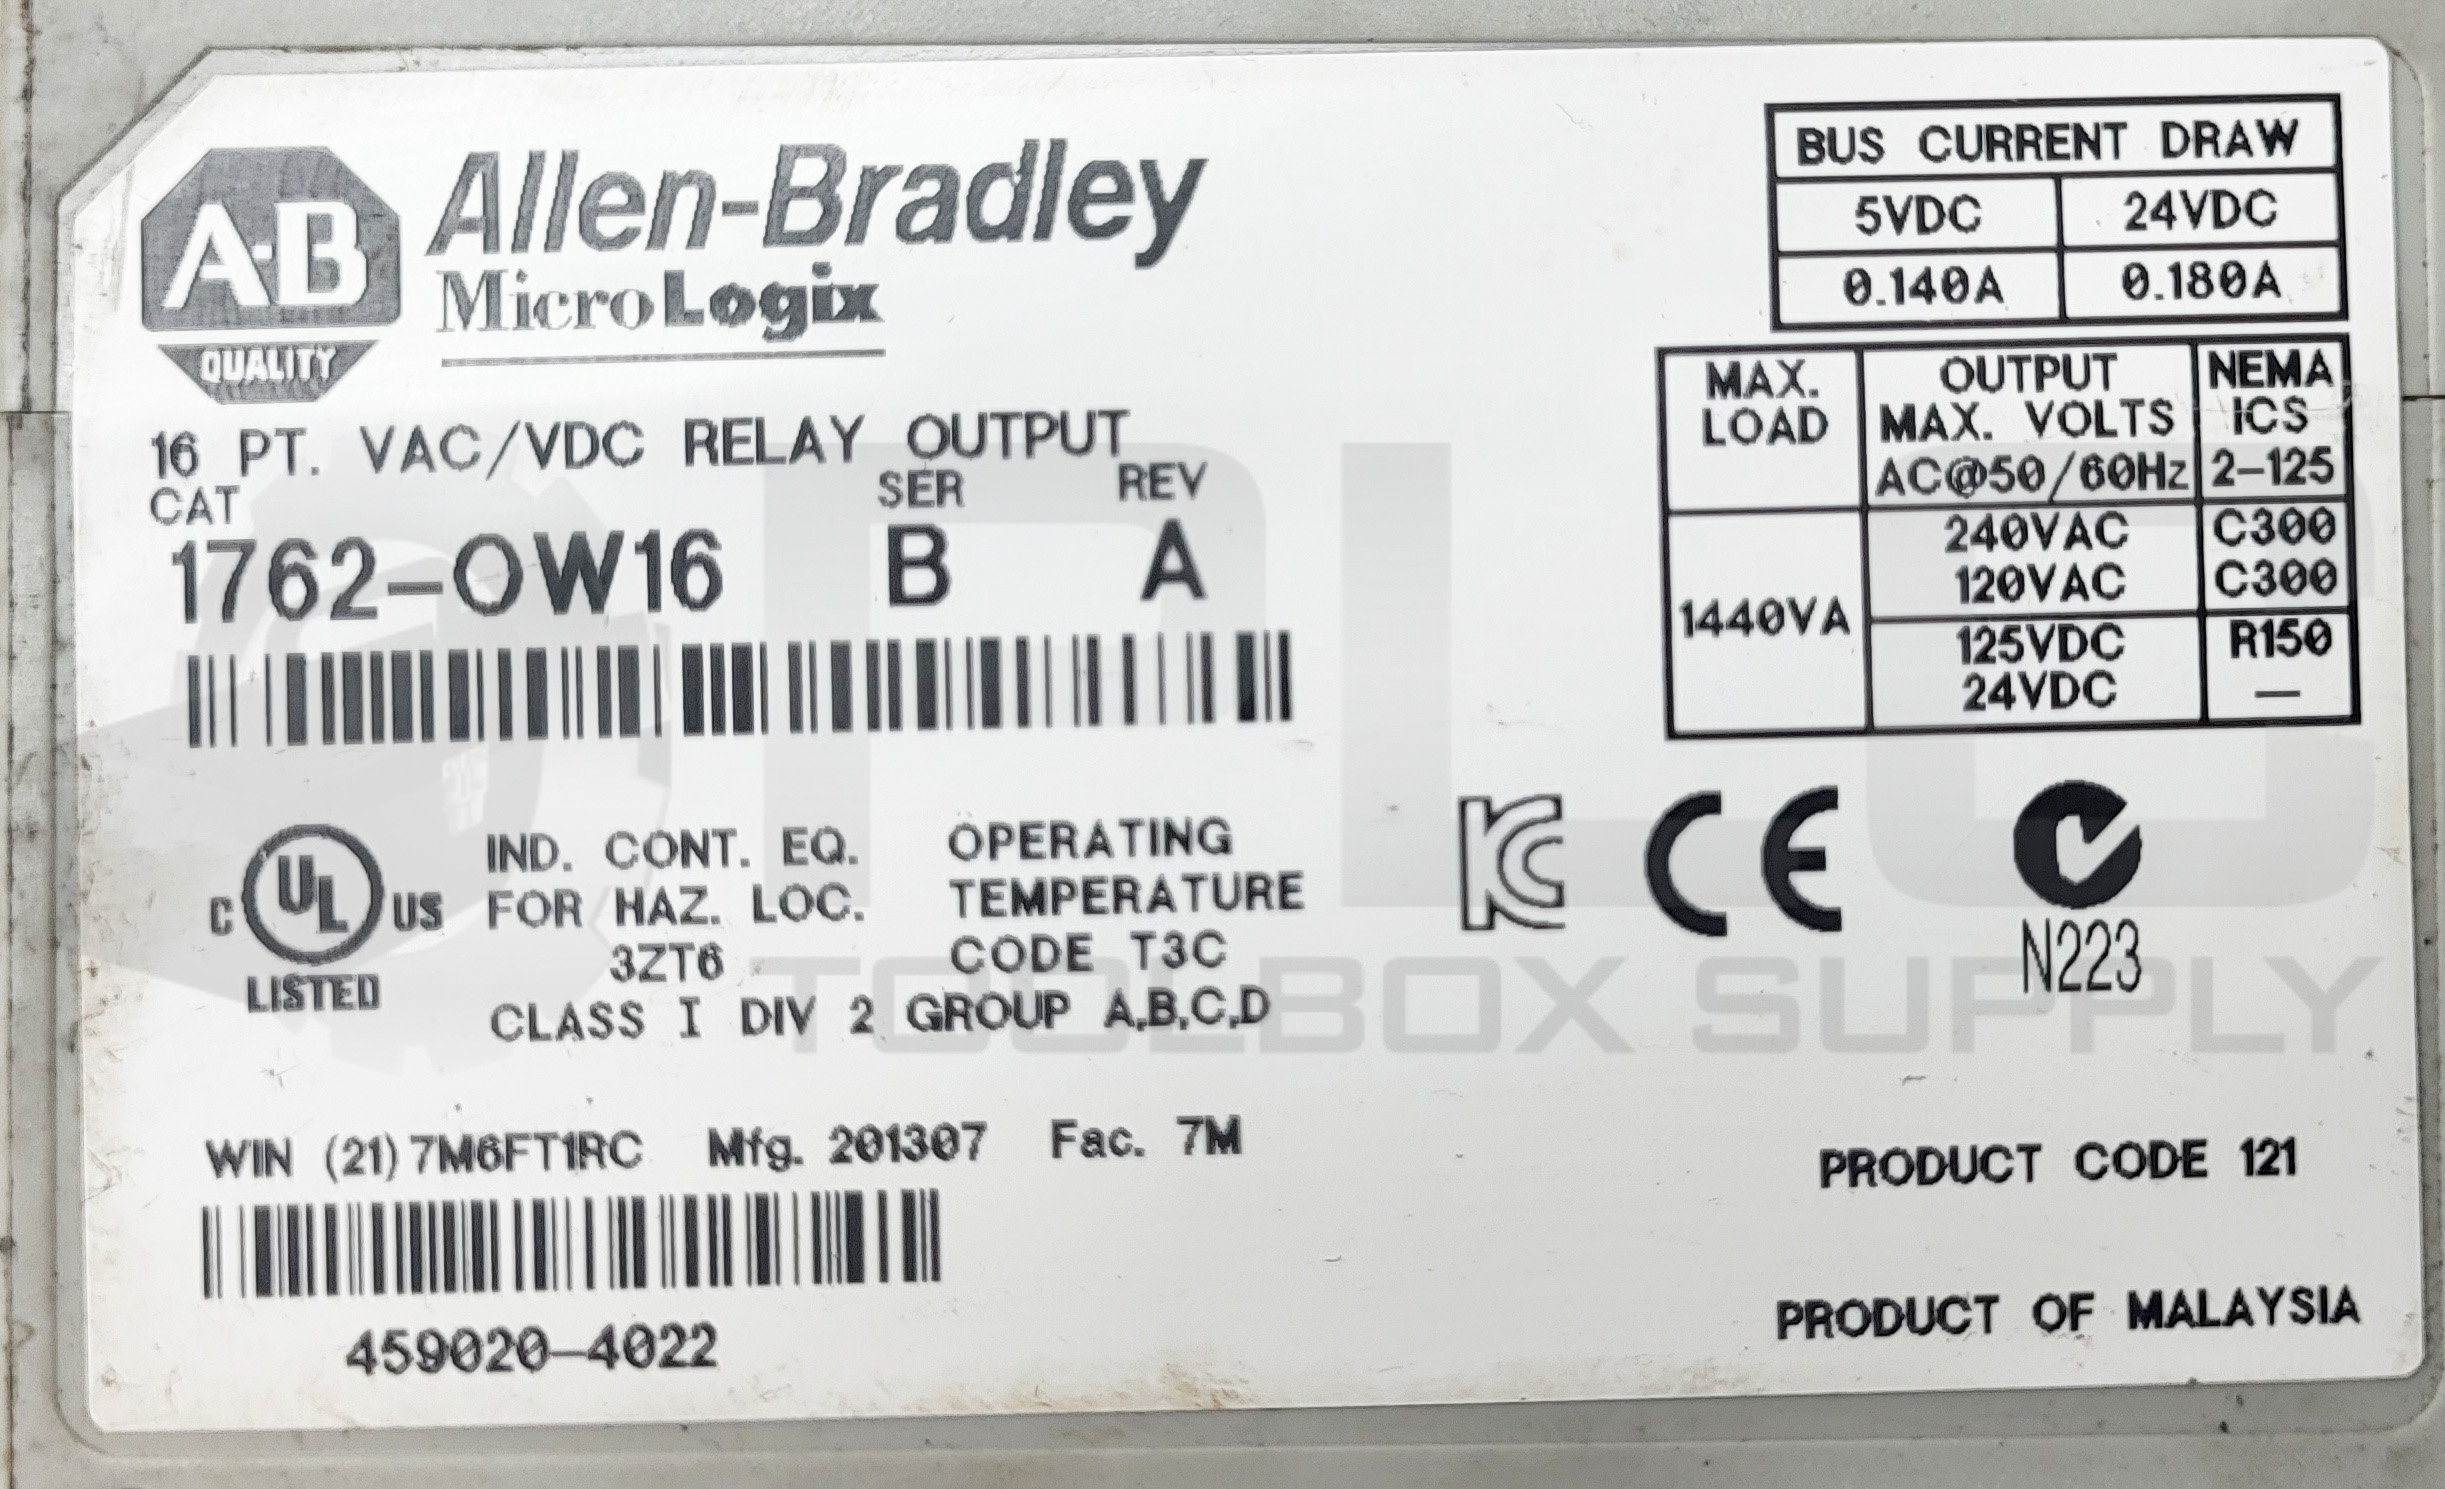 A-B
QUALITY
Allen-Bradley
MicroLogix
16 PT. VAC/VDC RELAY OUTPUT
CAT SER REV
1762-OW16 B A
BUS CURRENT DRAW
5VDC 24VDC
0.140A 0.180A
MAX. LOAD
OUTPUT MAX. VOLTS AC@50/60Hz
NEMA ICS 2-125
1440VA
240VAC C300
120VAC C300
125VDC R150
24VDC —
C UL US
LISTED
IND. CONT. EQ.
FOR HAZ. LOC.
3ZT6
OPERATING
TEMPERATURE
CODE T3C
CLASS I DIV 2 GROUP A,B,C,D
KC CE
N223
PLC
TOOLBOX SUPPLY
WIN (21)7M6FT1RC Mfg. 201307 Fac. 7M
459020-4022
PRODUCT CODE 121
PRODUCT OF MALAYSIA